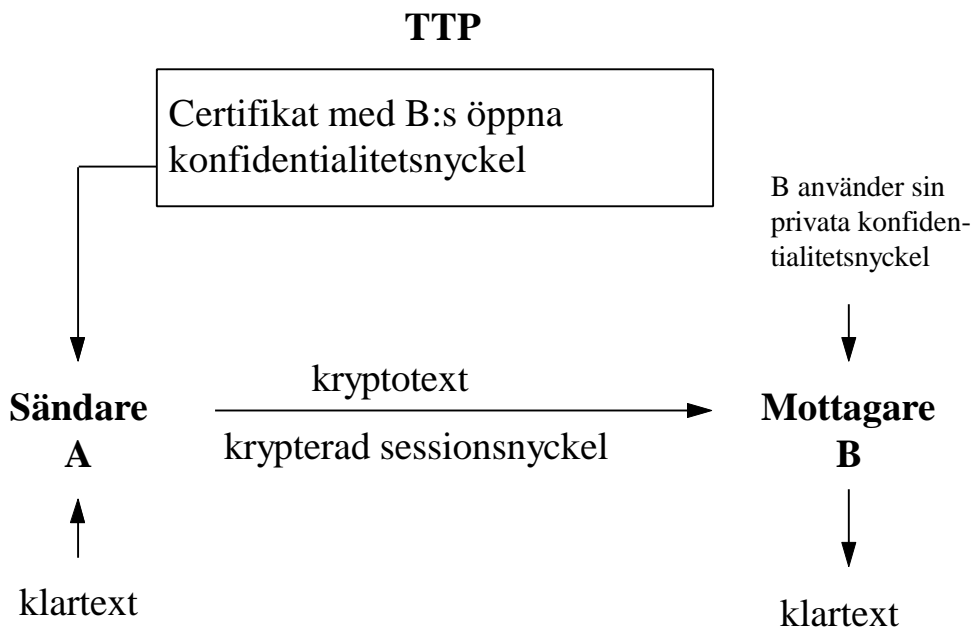 TTP
Certifikat med B:s öppna
konfidentialitetsnyckel
B använder sin
privata konfiden-
tialitetsnyckel
kryptotext
Sändare
A
krypterad sessionsnyckel
Mottagare
B
klartext
klartext